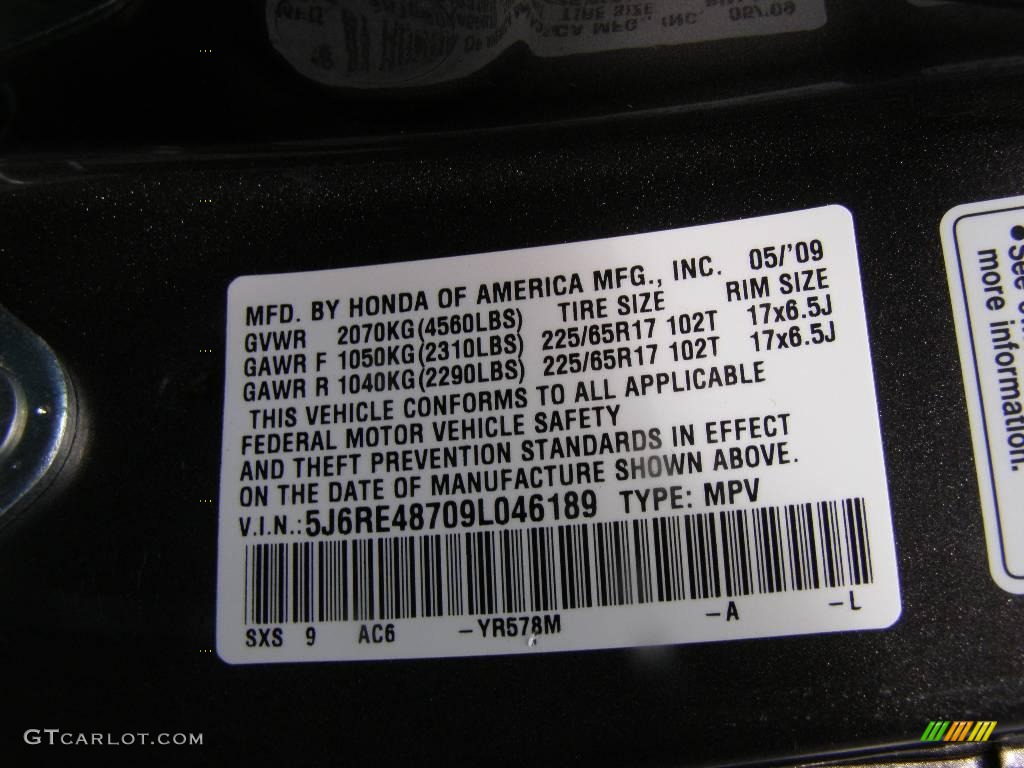 MFD. BY HONDA OF AMERICA MFG., INC. 05/'09
GVWR 2070KG(4560LBS) TIRE SIZE RIM SIZE
GAWR F 1050KG(2310LBS) 225/65R17 102T 17x6.5J
GAWR R 1040KG(2290LBS) 225/65R17 102T 17x6.5J
THIS VEHICLE CONFORMS TO ALL APPLICABLE
FEDERAL MOTOR VEHICLE SAFETY
AND THEFT PREVENTION STANDARDS IN EFFECT
ON THE DATE OF MANUFACTURE SHOWN ABOVE.
V.I.N.:5J6RE48709L046189 TYPE: MPV
SXS 9 AC6 -YR578M -A -L
•See
more information.
GTCARLOT.COM